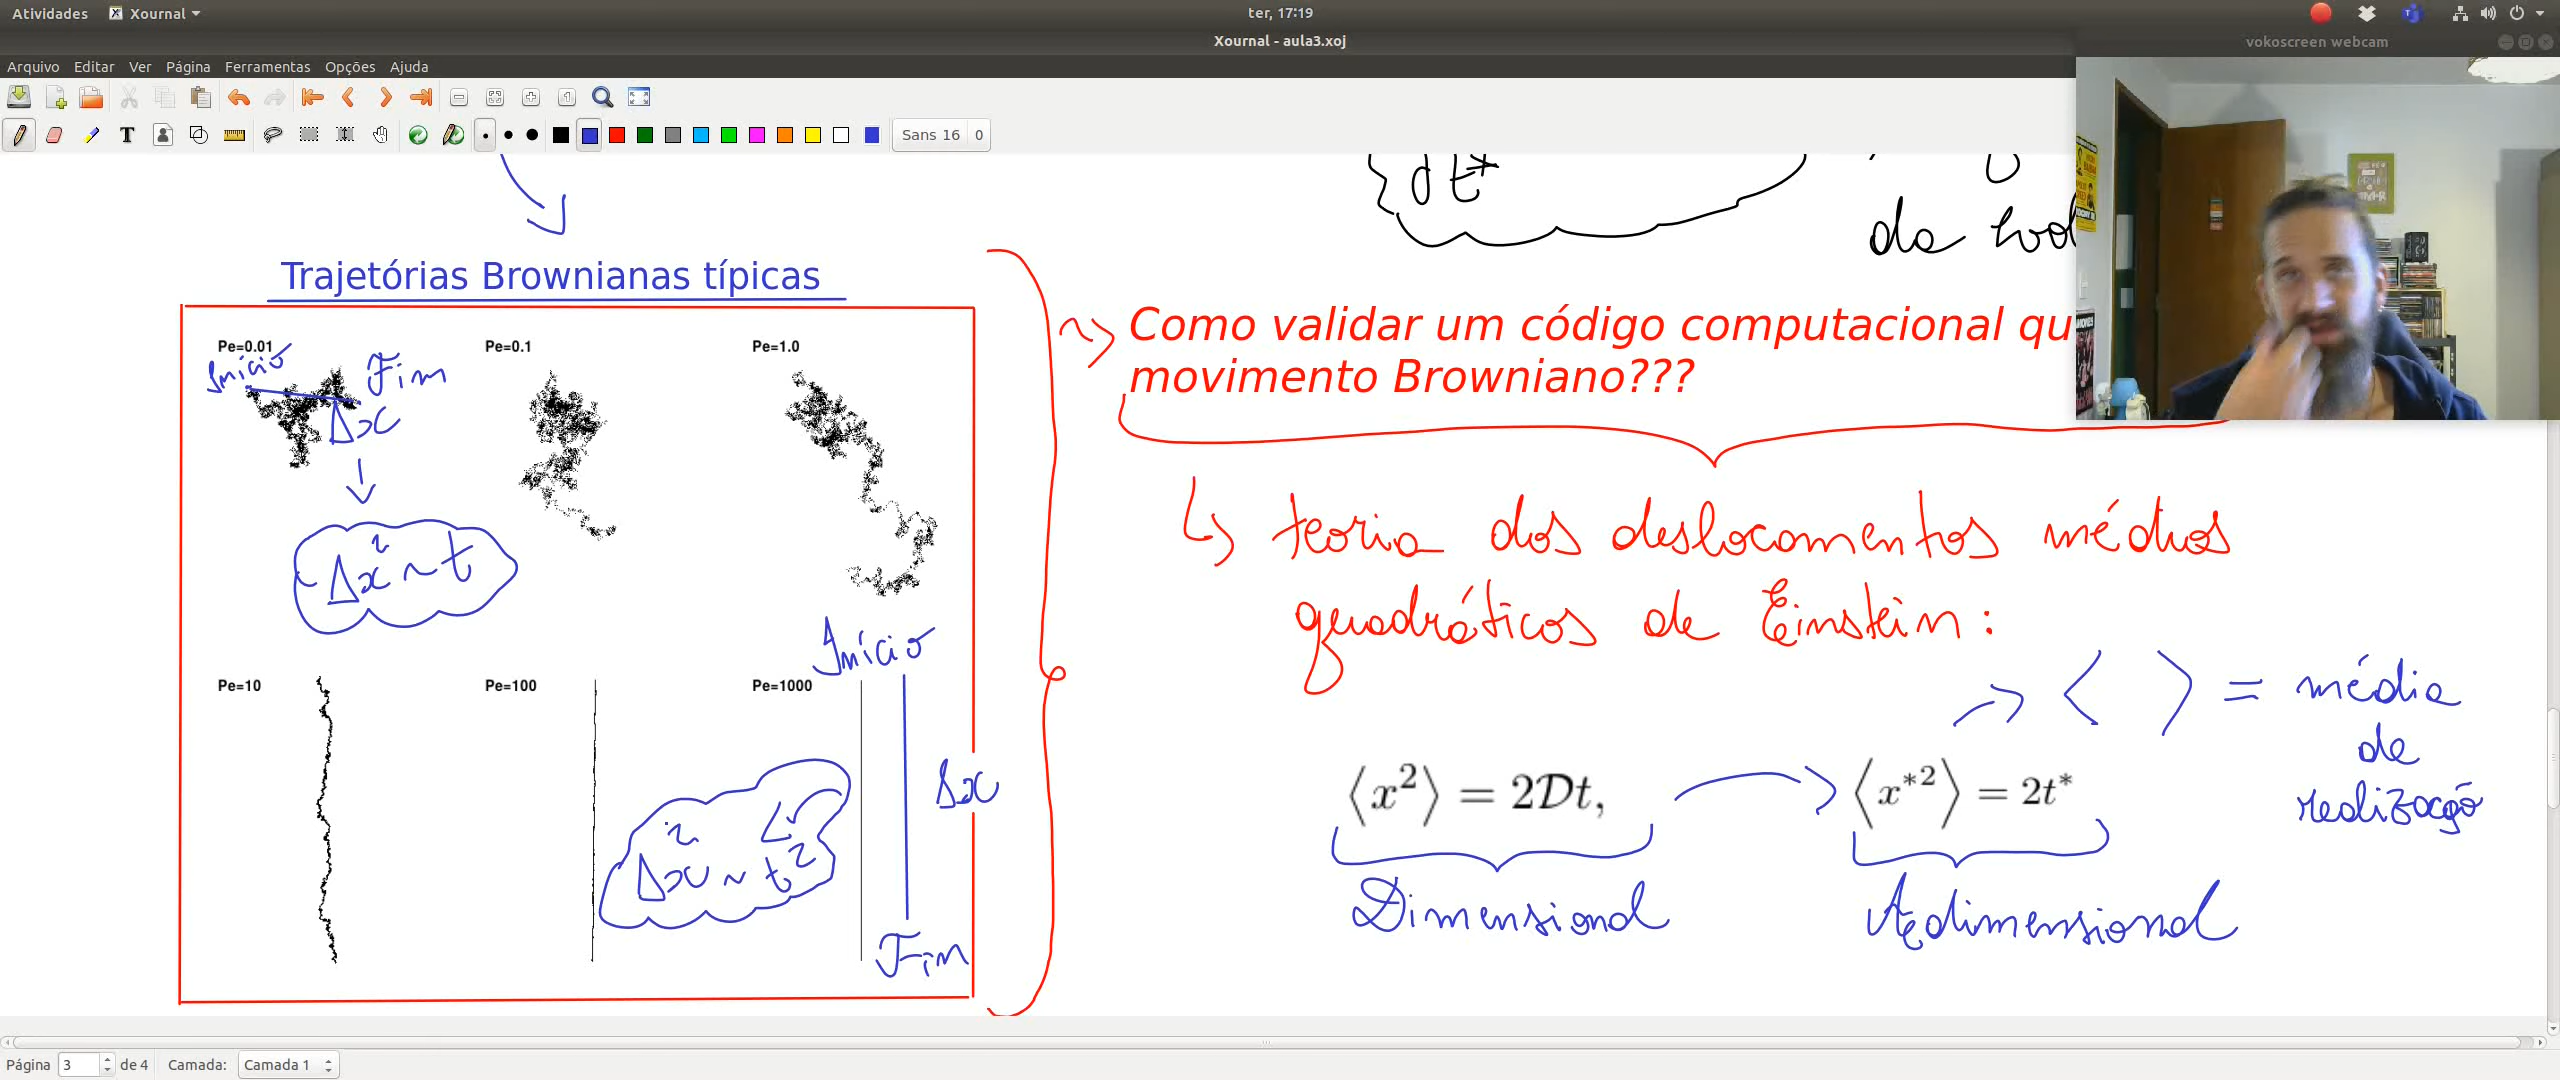 Atividades Xournal ter, 17:19
Xournal - aula3.xoj
vokoscreen webcam
Arquivo Editar Ver Página Ferramentas Opções Ajuda
Sans 16 0
dt*
da
Trajetórias Brownianas típicas
Como validar um código computacional qu
movimento Browniano???
Pe=0.01 Pe=0.1 Pe=1.0
Início Fim
Δx
Δx² ~ t
teoria dos deslocamentos médios
quadráticos de Einstein:
Início
Pe=10 Pe=100 Pe=1000
⟨ ⟩ = média
de
realização
Δx
⟨x²⟩ = 2𝒟t, ⟨x*²⟩ = 2t*
Δx² ~ t²
Dimensional Adimensional
Fim
Página 3 de 4 Camada: Camada 1